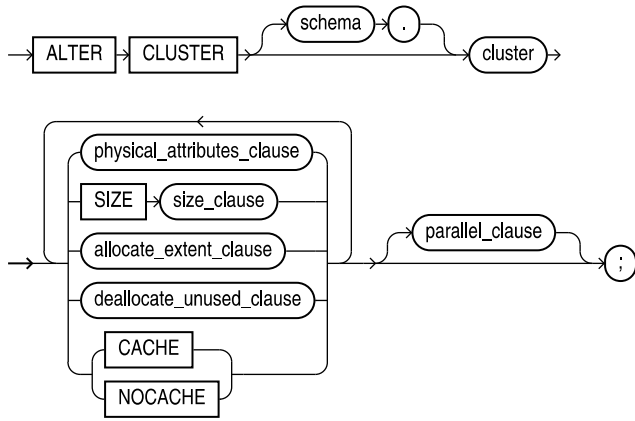 schema .
ALTER CLUSTER cluster
physical_attributes_clause
SIZE size_clause
parallel_clause
allocate_extent_clause
;
deallocate_unused_clause
CACHE
NOCACHE